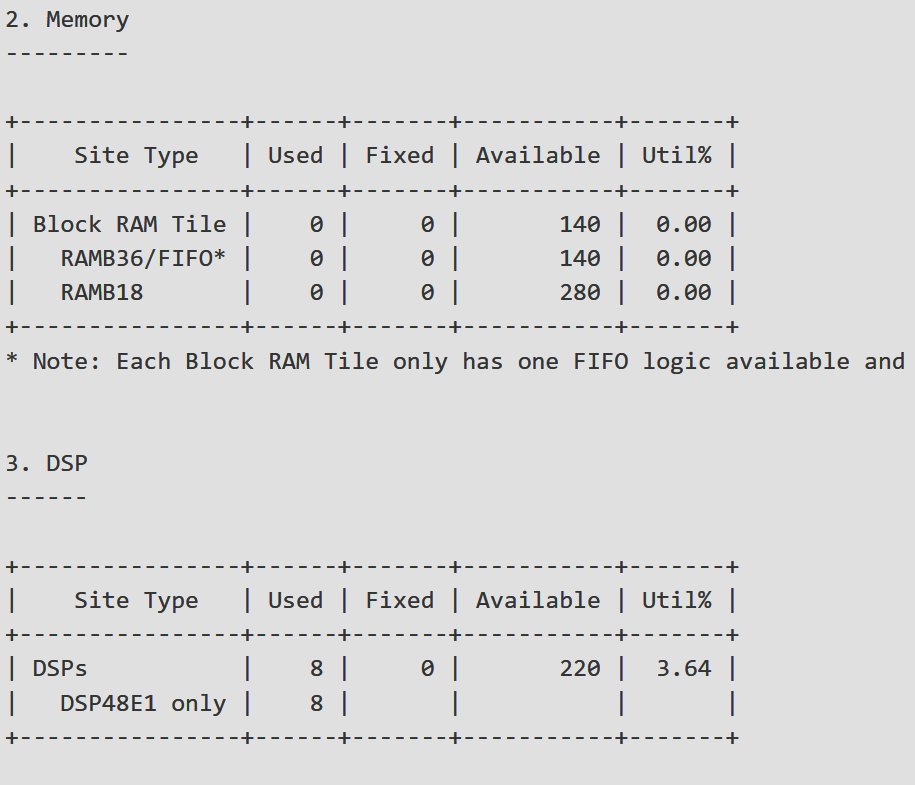 2. Memory
---------
+----------------+------+-------+-----------+-------+
|    Site Type   | Used | Fixed | Available | Util% |
+----------------+------+-------+-----------+-------+
| Block RAM Tile |    0 |     0 |       140 |  0.00 |
|   RAMB36/FIFO* |    0 |     0 |       140 |  0.00 |
|   RAMB18       |    0 |     0 |       280 |  0.00 |
+----------------+------+-------+-----------+-------+
* Note: Each Block RAM Tile only has one FIFO logic available and
3. DSP
------
+----------------+------+-------+-----------+-------+
|    Site Type   | Used | Fixed | Available | Util% |
+----------------+------+-------+-----------+-------+
| DSPs           |    8 |     0 |       220 |  3.64 |
|   DSP48E1 only |    8 |       |           |       |
+----------------+------+-------+-----------+-------+